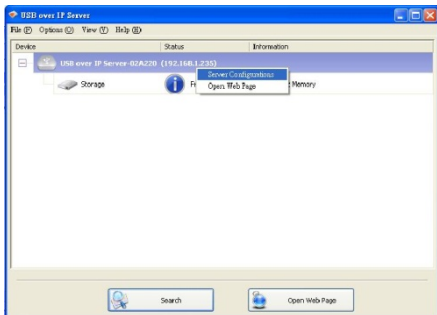 USB over IP Server
File (F) Options (O) View (V) Help (H)
Device Status Information
USB over IP Server-02A220 (192.168.1.235)
Server Configurations
Storage Memory
Open Web Page
Search Open Web Page